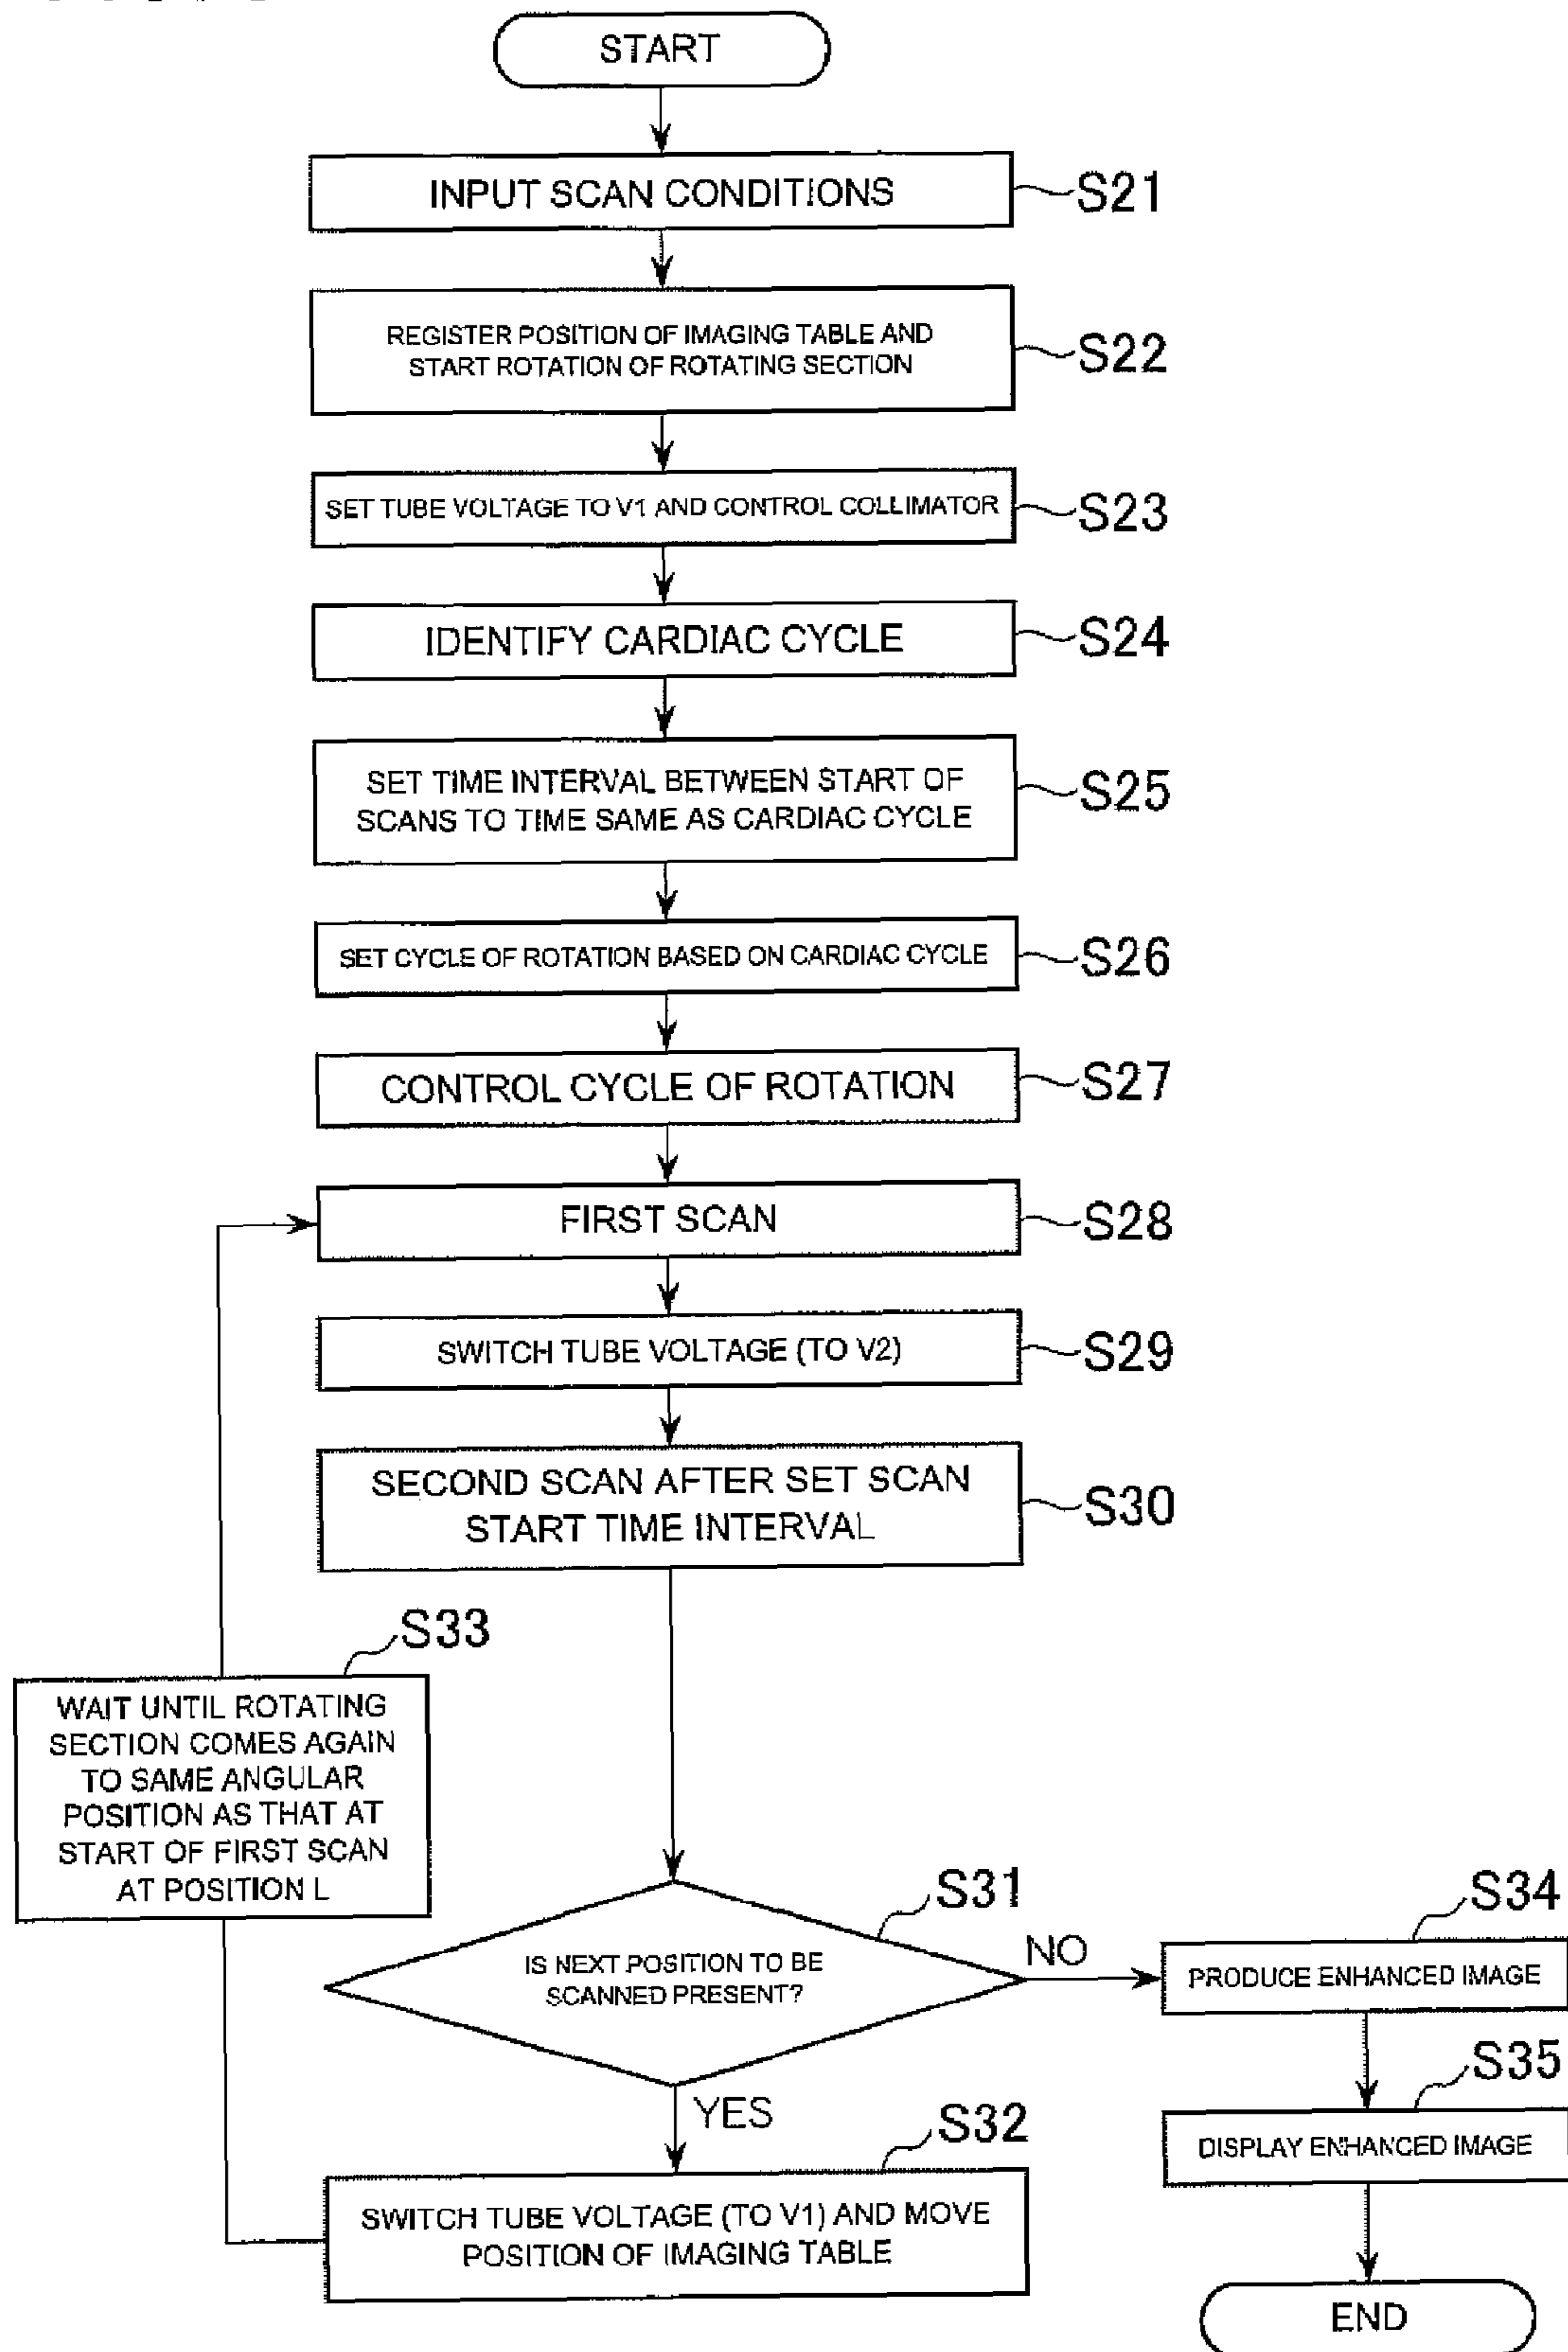 START
INPUT SCAN CONDITIONS
S21
REGISTER POSITION OF IMAGING TABLE AND
START ROTATION OF ROTATING SECTION
S22
SET TUBE VOLTAGE TO V1 AND CONTROL COLLIMATOR
S23
IDENTIFY CARDIAC CYCLE
S24
SET TIME INTERVAL BETWEEN START OF
SCANS TO TIME SAME AS CARDIAC CYCLE
S25
SET CYCLE OF ROTATION BASED ON CARDIAC CYCLE
S26
CONTROL CYCLE OF ROTATION
S27
FIRST SCAN
S28
SWITCH TUBE VOLTAGE (TO V2)
S29
SECOND SCAN AFTER SET SCAN
START TIME INTERVAL
S30
S33
WAIT UNTIL ROTATING
SECTION COMES AGAIN
TO SAME ANGULAR
POSITION AS THAT AT
START OF FIRST SCAN
AT POSITION L
S31
IS NEXT POSITION TO BE
SCANNED PRESENT?
NO
S34
PRODUCE ENHANCED IMAGE
YES
S35
DISPLAY ENHANCED IMAGE
S32
SWITCH TUBE VOLTAGE (TO V1) AND MOVE
POSITION OF IMAGING TABLE
END